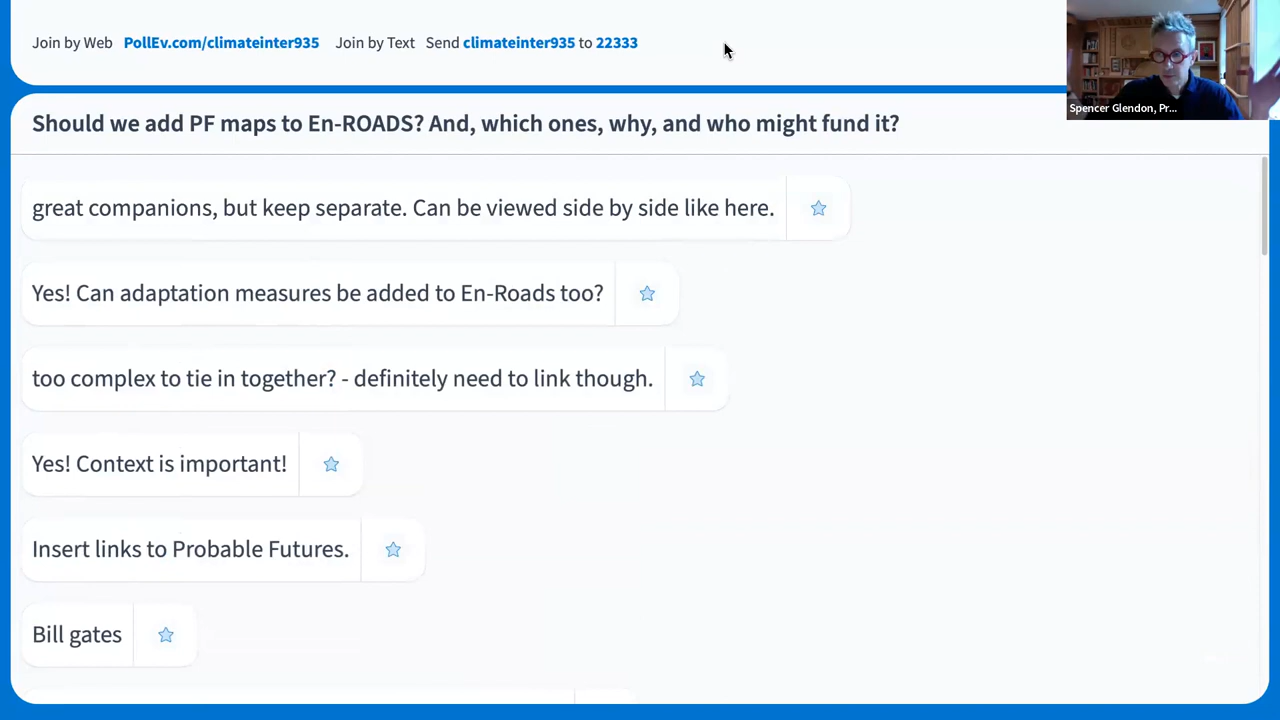 Join by Web PollEv.com/climateinter935 Join by Text Send climateinter935 to 22333
Spencer Glendon, Pr...
Should we add PF maps to En-ROADS? And, which ones, why, and who might fund it?
great companions, but keep separate. Can be viewed side by side like here.
Yes! Can adaptation measures be added to En-Roads too?
too complex to tie in together? - definitely need to link though.
Yes! Context is important!
Insert links to Probable Futures.
Bill gates